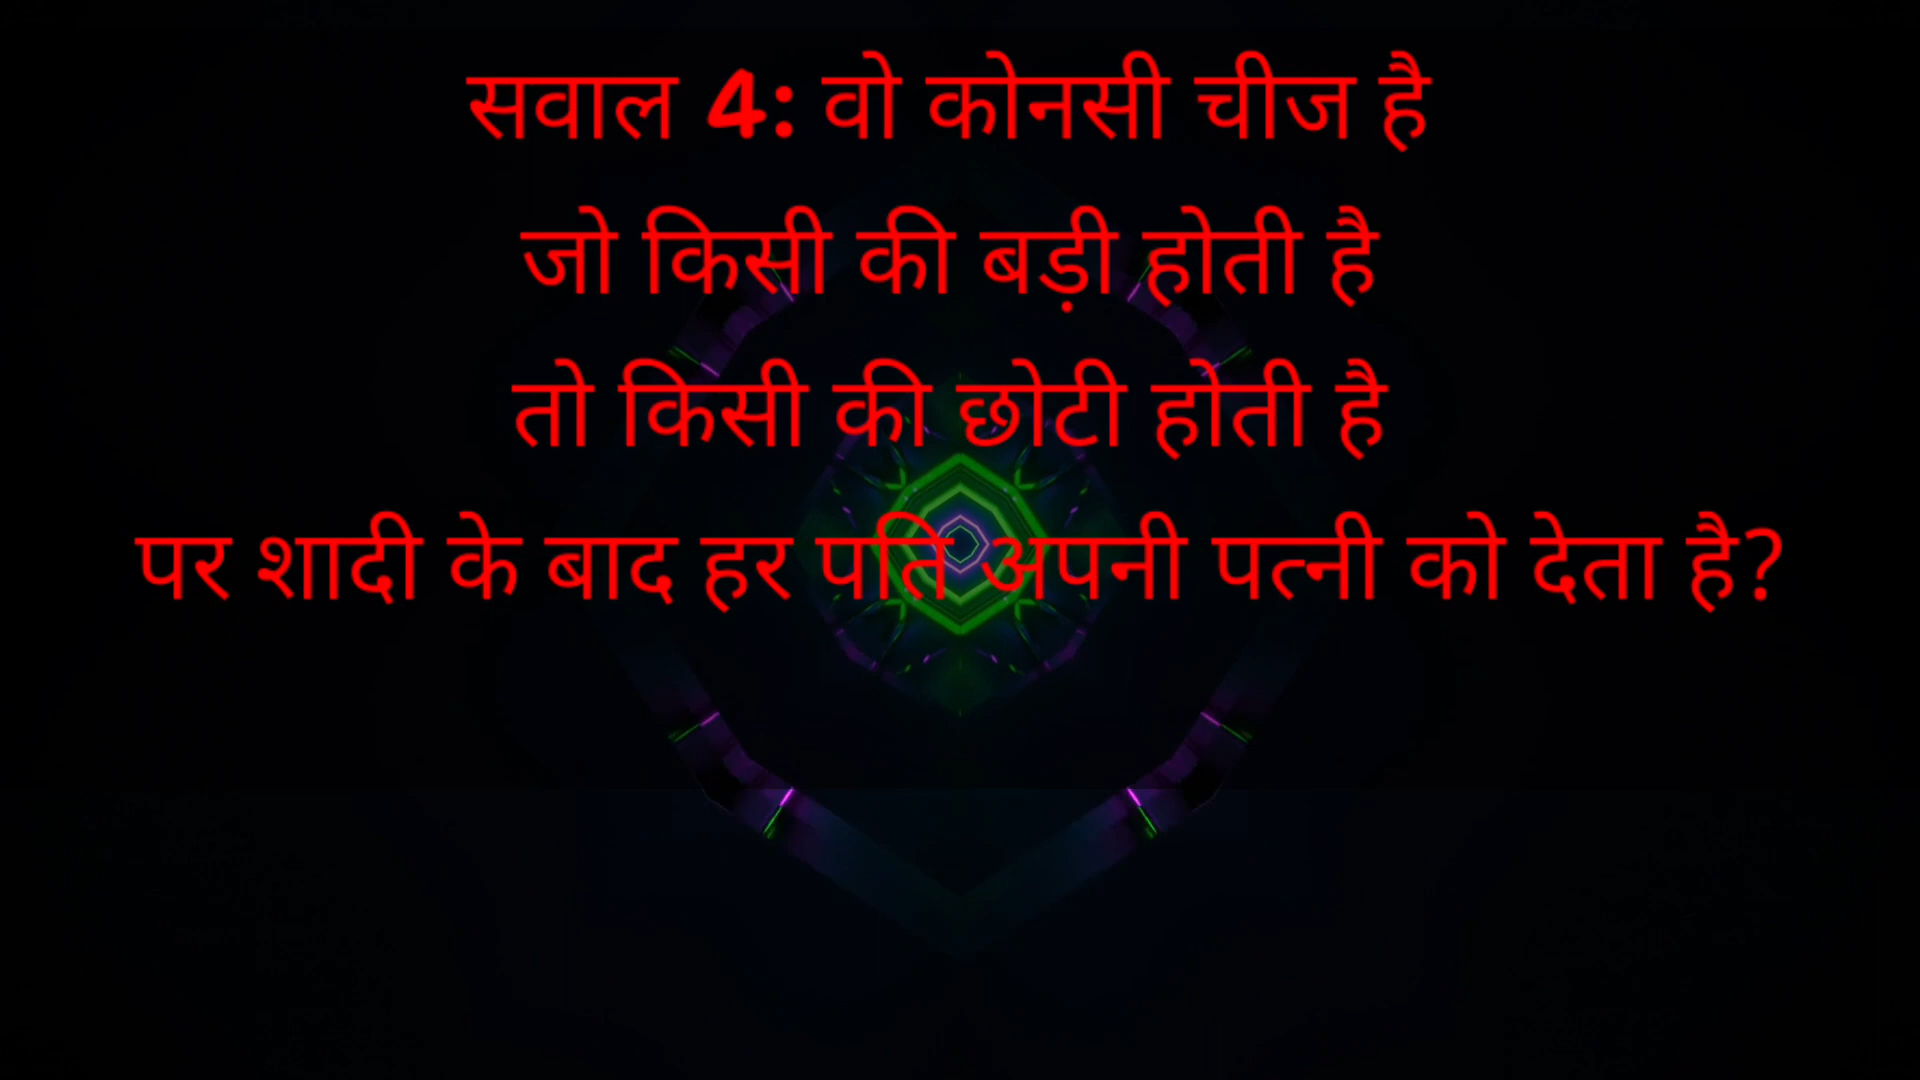 सवाल 4: वो कोनसी चीज है
जो किसी की बड़ी होती है
तो किसी की छोटी होती है
पर शादी के बाद हर पति अपनी पत्नी को देता है?